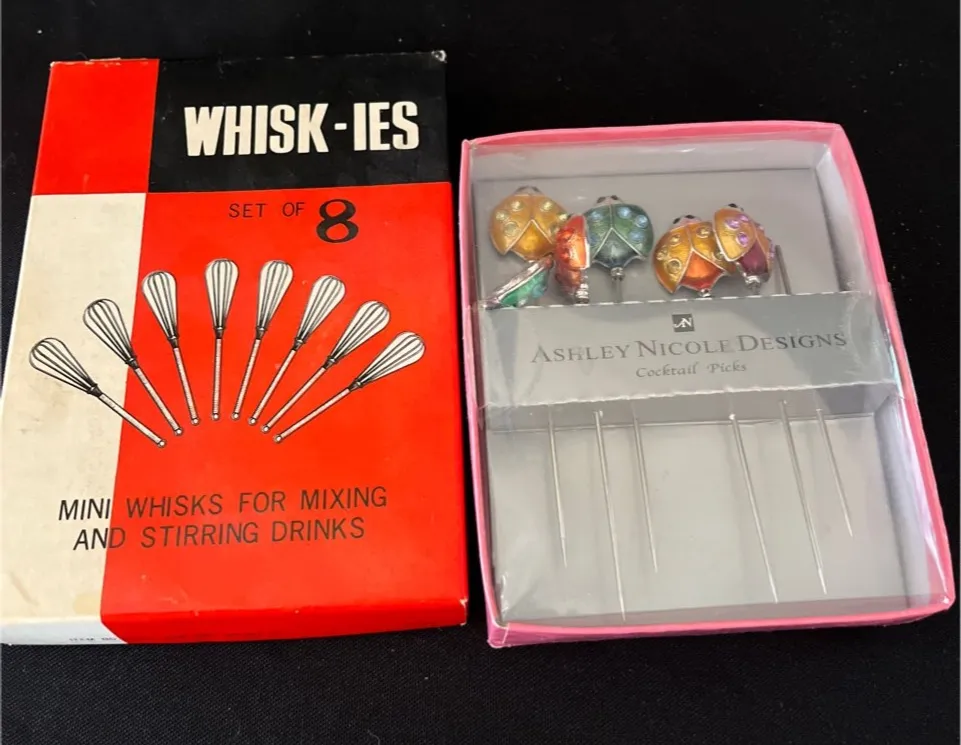 WHISK-IES
SET OF 8
MINI WHISKS FOR MIXING
AND STIRRING DRINKS
AN
ASHLEY NICOLE DESIGNS
Cocktail Picks